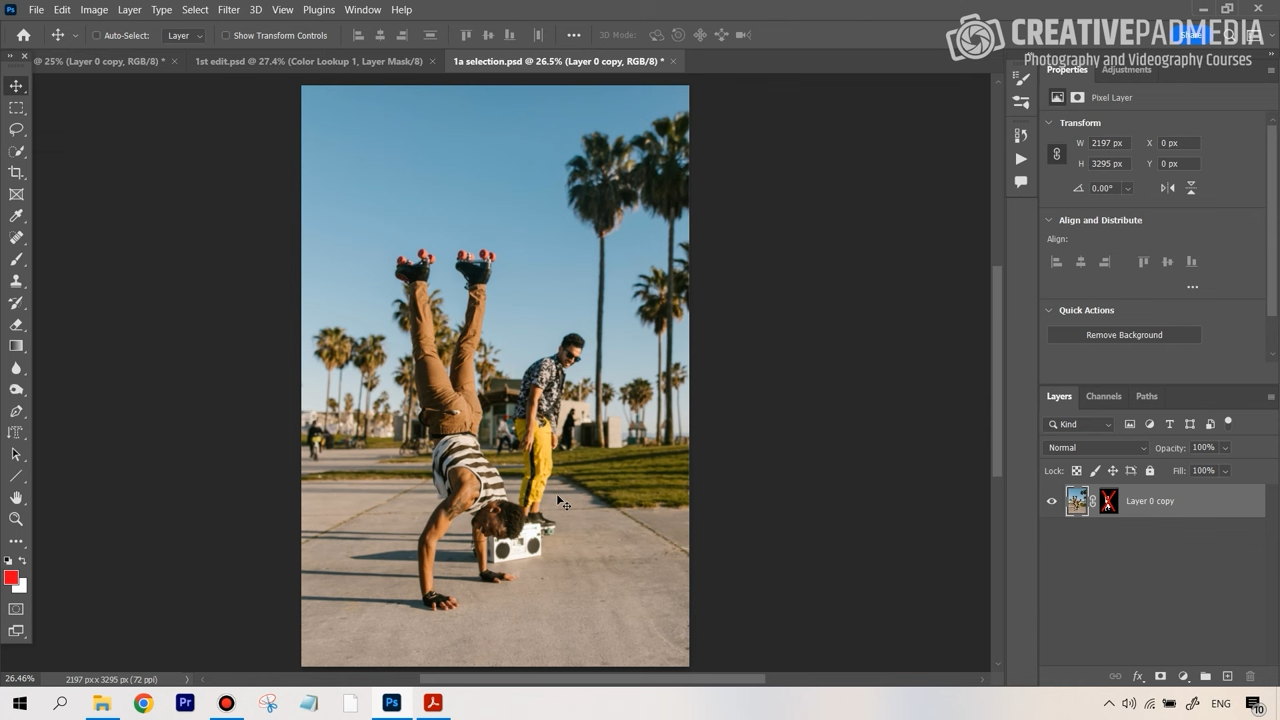 Ps File Edit Image Layer Type Select Filter 3D View Plugins Window Help
CREATIVEPADMEDIA
Photography and Videography Courses
Auto-Select: Layer Show Transform Controls 3D Mode: Share
@ 25% (Layer 0 copy, RGB/8) * 1st edit.psd @ 27.4% (Color Lookup 1, Layer Mask/8) 1a selection.psd @ 26.5% (Layer 0 copy, RGB/8) *
Properties Adjustments
Pixel Layer
Transform
W 2197 px X 0 px
H 3295 px Y 0 px
0.00°
Align and Distribute
Align:
Quick Actions
Remove Background
Layers Channels Paths
Kind
Normal Opacity: 100%
Lock: Fill: 100%
Layer 0 copy
26.46% 2197 px x 3295 px (72 ppi)
Pr Ps ENG 10